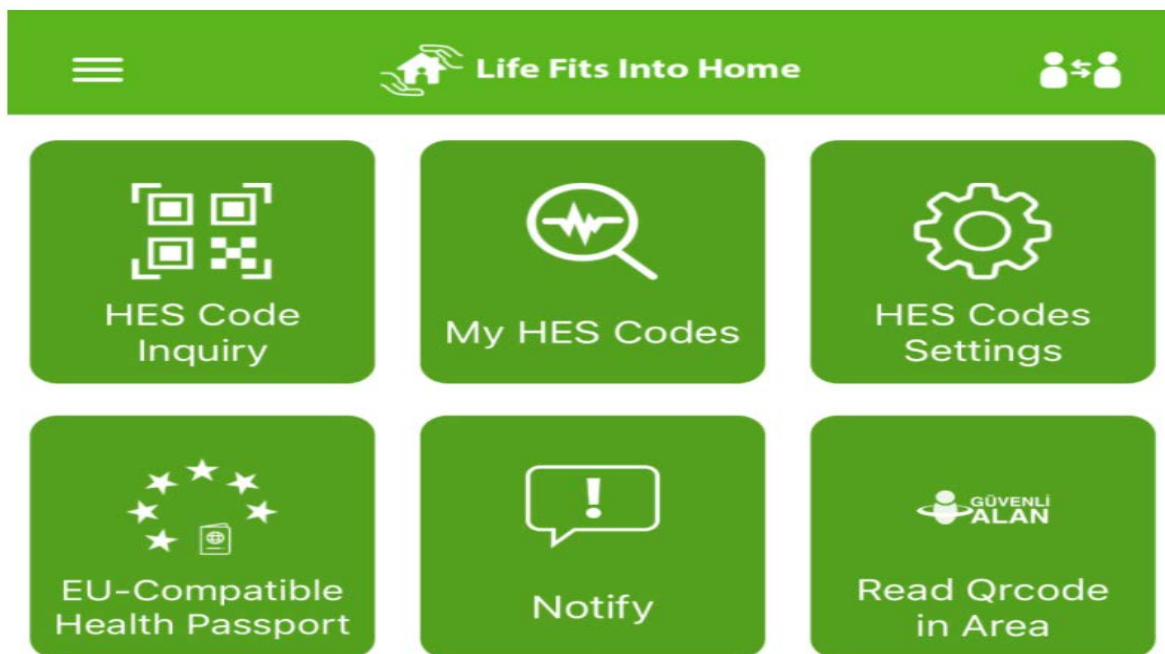 Life Fits Into Home
HES Code
Inquiry
My HES Codes
HES Codes
Settings
EU-Compatible
Health Passport
!
Notify
GÜVENLİ
ALAN
Read Qrcode
in Area